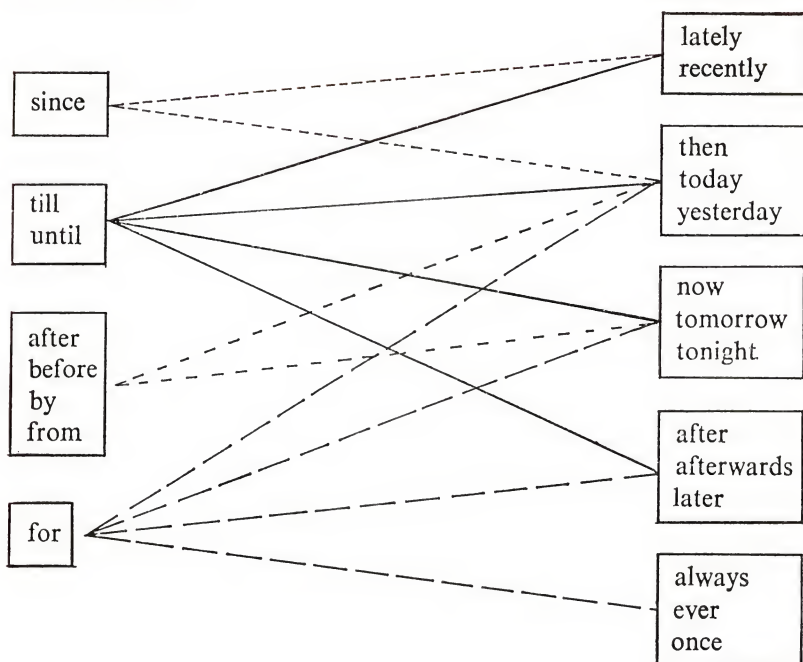 since
till
until
after
before
by
from
for
lately
recently
then
today
yesterday
now
tomorrow
tonight.
after
afterwards
later
always
ever
once